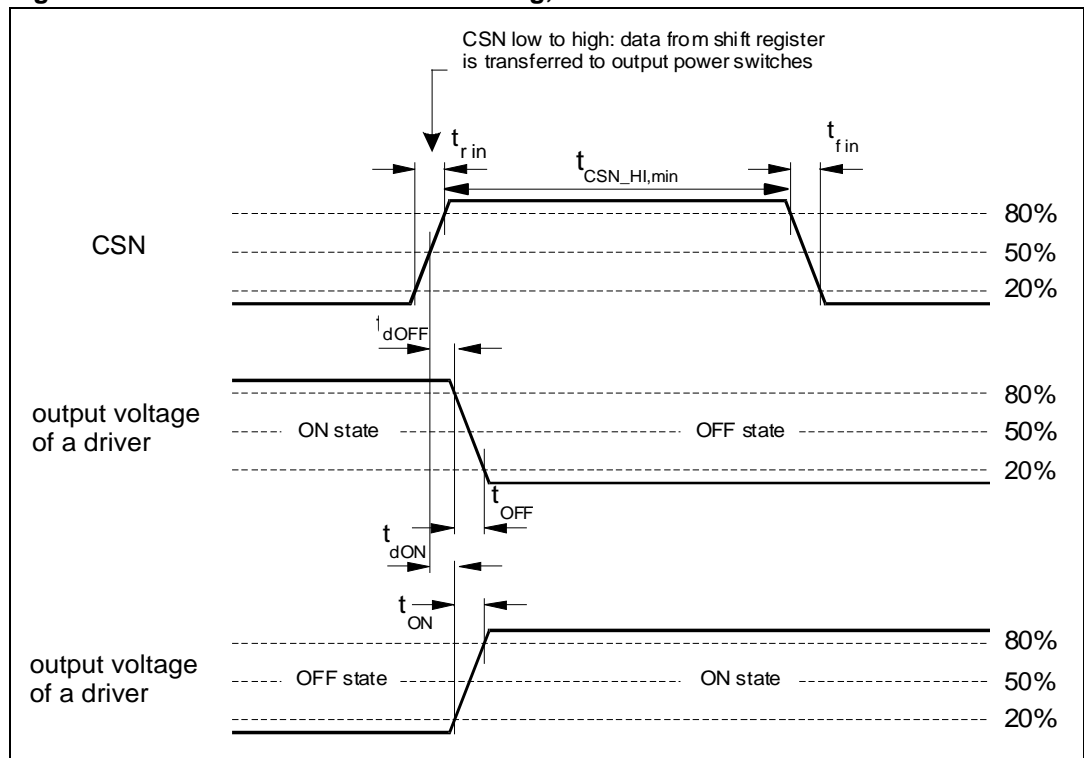 CSN low to high: data from shift register
is transferred to output power switches
t r in
t CSN_HI,min
t f in
CSN
80%
50%
20%
t dOFF
output voltage
of a driver
ON state
OFF state
80%
50%
20%
t OFF
t dON
t ON
output voltage
of a driver
OFF state
ON state
80%
50%
20%